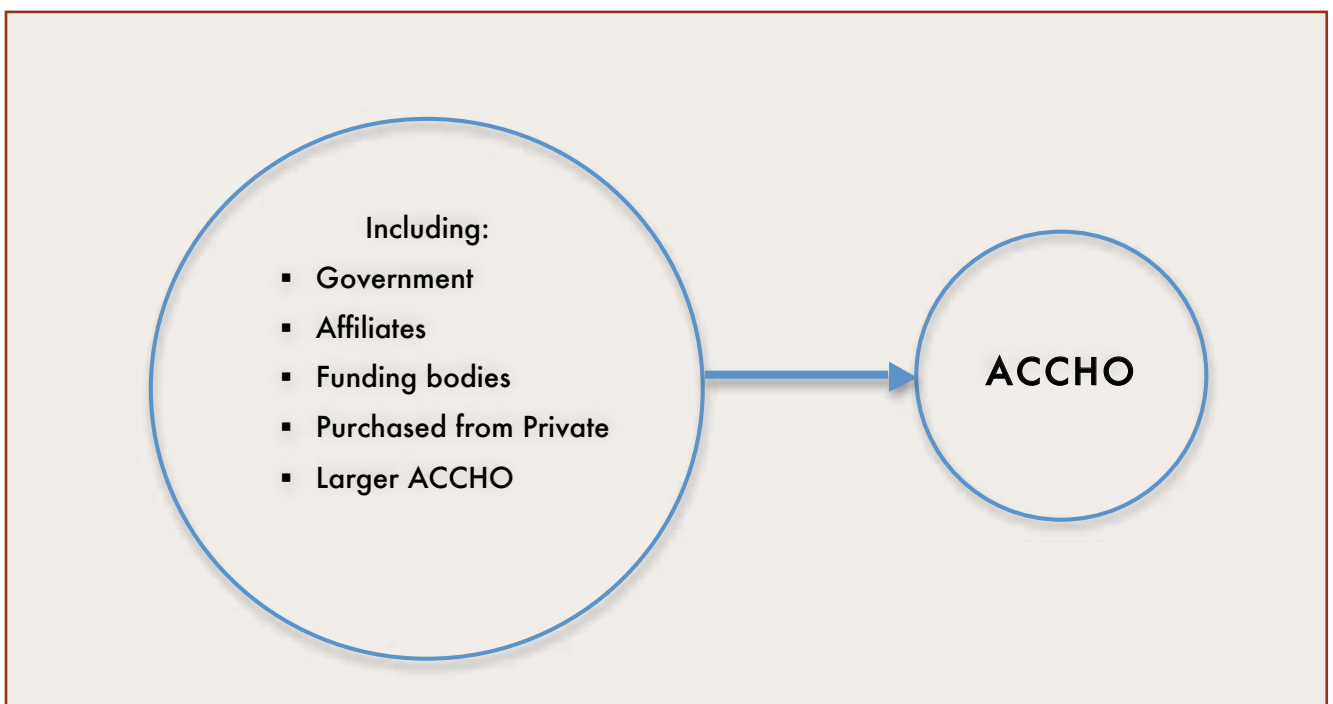 Including:
▪ Government
▪ Affiliates
▪ Funding bodies
▪ Purchased from Private
▪ Larger ACCHO
ACCHO